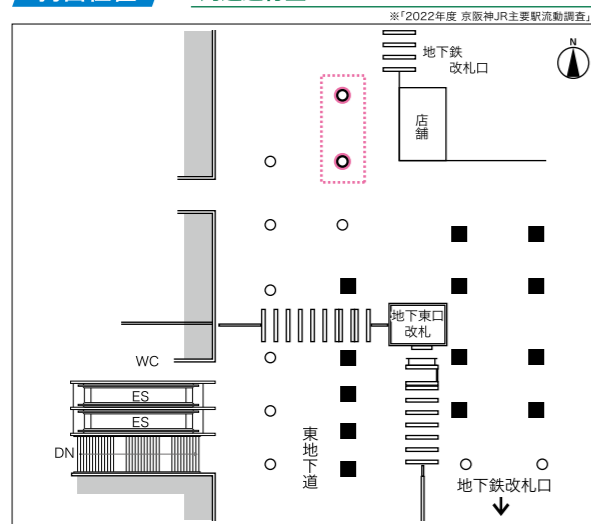 ※「2022年度 京阪神JR主要駅流動調査」
地下鉄
改札口
N
店舗
地下東口
改札
WC
ES
ES
DN
東地下道
地下鉄改札口